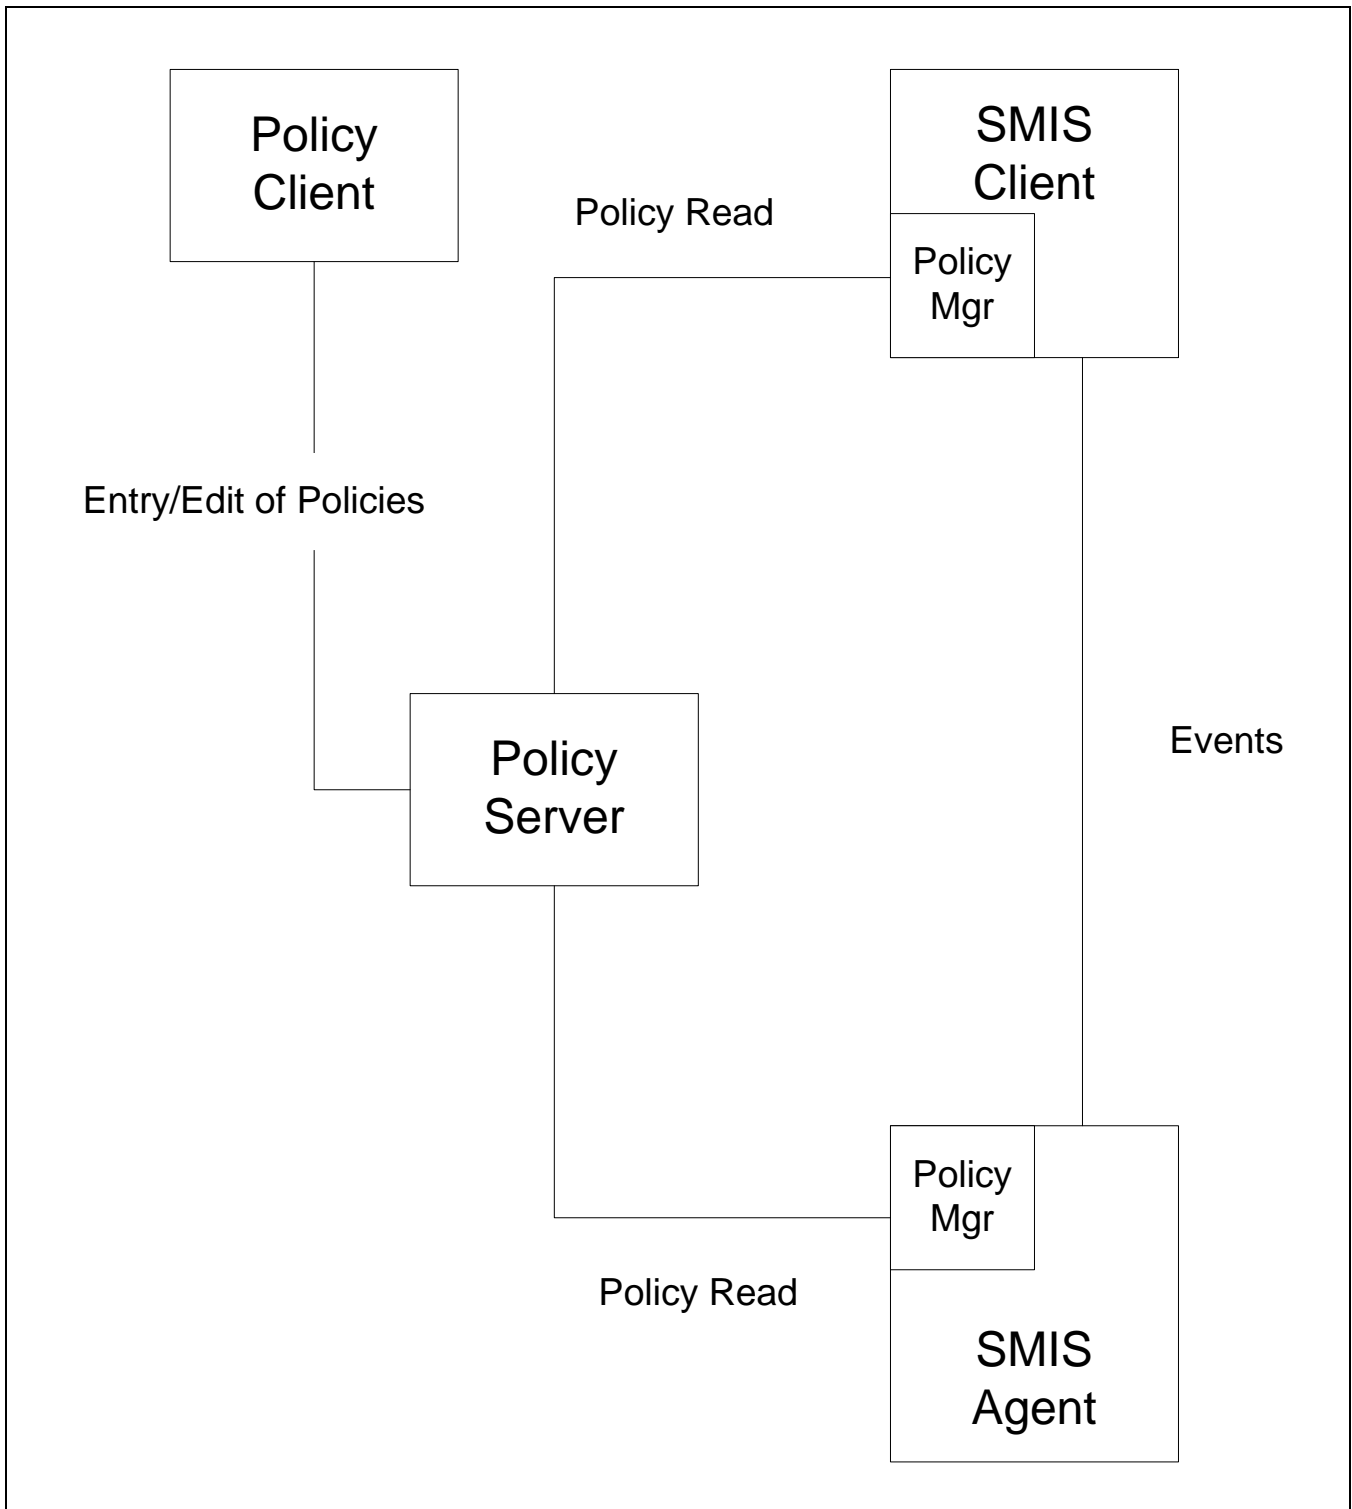 Policy
Client
SMIS
Client
Policy Read
Policy
Mgr
Entry/Edit of Policies
Policy
Server
Events
Policy
Mgr
Policy Read
SMIS
Agent